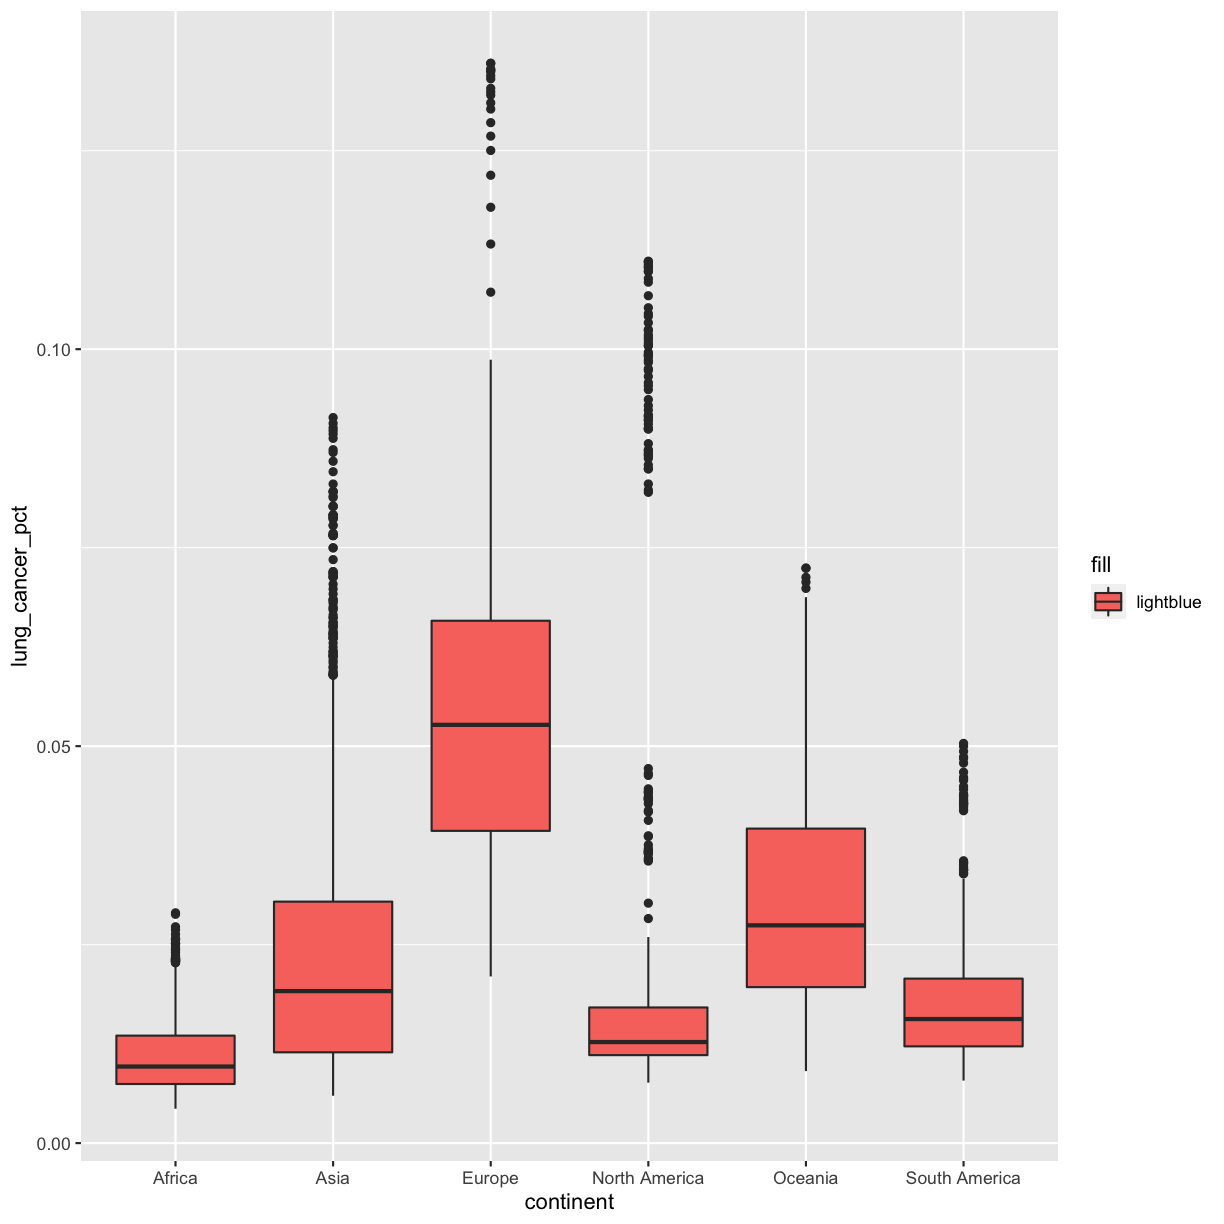 lung_cancer_pct
0.10
0.05
0.00
Africa
Asia
Europe
North America
Oceania
South America
continent
fill
lightblue